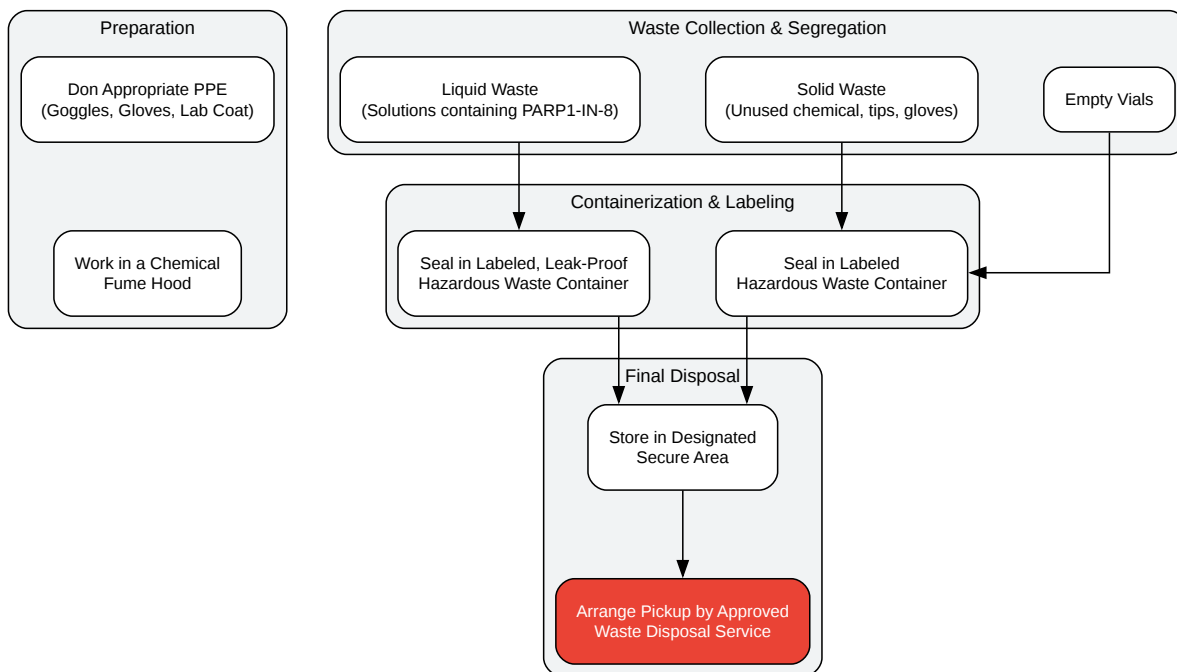 Preparation
Don Appropriate PPE
(Goggles, Gloves, Lab Coat)
Work in a Chemical
Fume Hood
Waste Collection & Segregation
Liquid Waste
(Solutions containing PARP1-IN-8)
Solid Waste
(Unused chemical, tips, gloves)
Empty Vials
Containerization & Labeling
Seal in Labeled, Leak-Proof
Hazardous Waste Container
Seal in Labeled
Hazardous Waste Container
Final Disposal
Store in Designated
Secure Area
Arrange Pickup by Approved
Waste Disposal Service